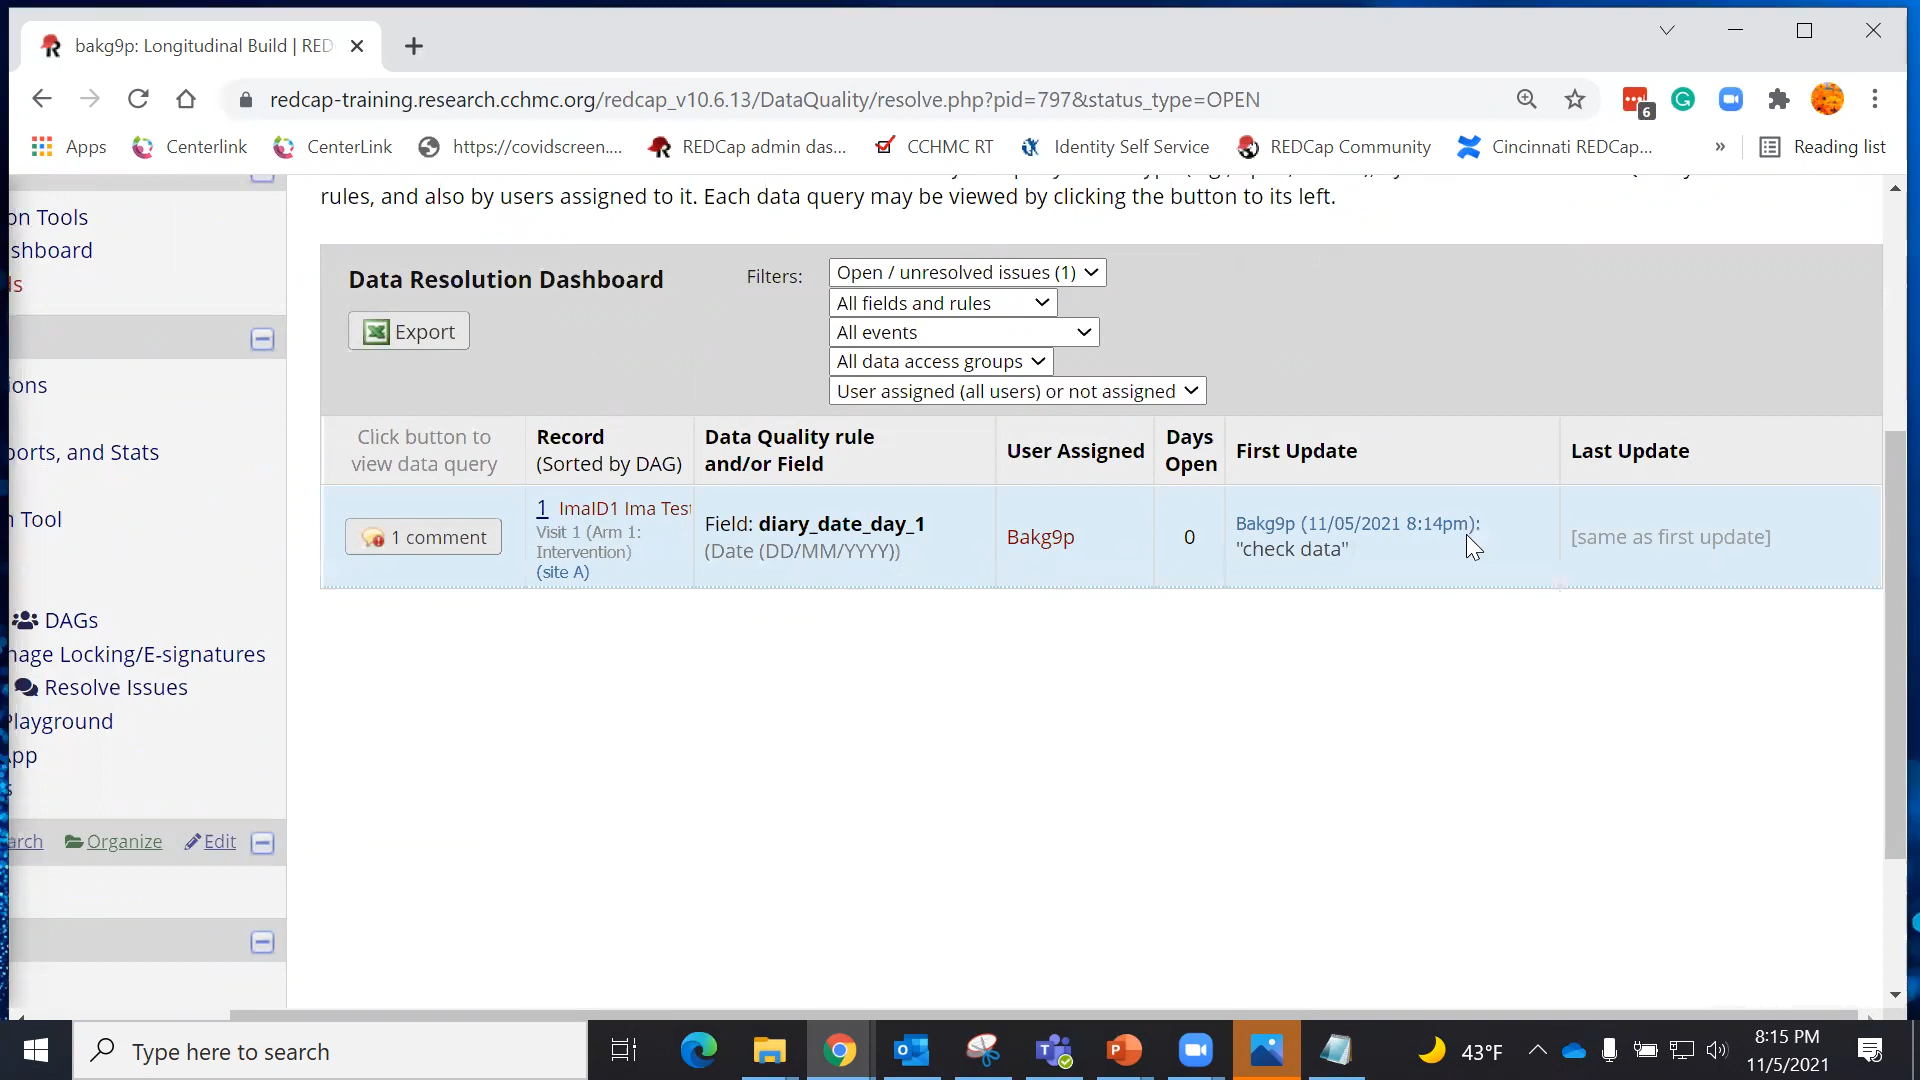 bakg9p: Longitudinal Build | RED
redcap-training.research.cchmc.org/redcap_v10.6.13/DataQuality/resolve.php?pid=797&status_type=OPEN
6
Apps
Centerlink
CenterLink
https://covidscreen....
REDCap admin das...
CCHMC RT
Identity Self Service
REDCap Community
Cincinnati REDCap...
»
Reading list
on Tools
shboard
ds
ions
ports, and Stats
n Tool
DAGs
nage Locking/E-signatures
Resolve Issues
Playground
App
arch
Organize
Edit
rules, and also by users assigned to it. Each data query may be viewed by clicking the button to its left.
Data Resolution Dashboard
Export
Filters:
Open / unresolved issues (1)
All fields and rules
All events
All data access groups
User assigned (all users) or not assigned
Click button to
view data query
Record
(Sorted by DAG)
Data Quality rule
and/or Field
User Assigned
Days
Open
First Update
Last Update
1 comment
1 ImaID1 Ima Test
Visit 1 (Arm 1:
Intervention)
(site A)
Field: diary_date_day_1
(Date (DD/MM/YYYY))
Bakg9p
0
Bakg9p (11/05/2021 8:14pm):
"check data"
[same as first update]
Type here to search
43°F
8:15 PM
11/5/2021